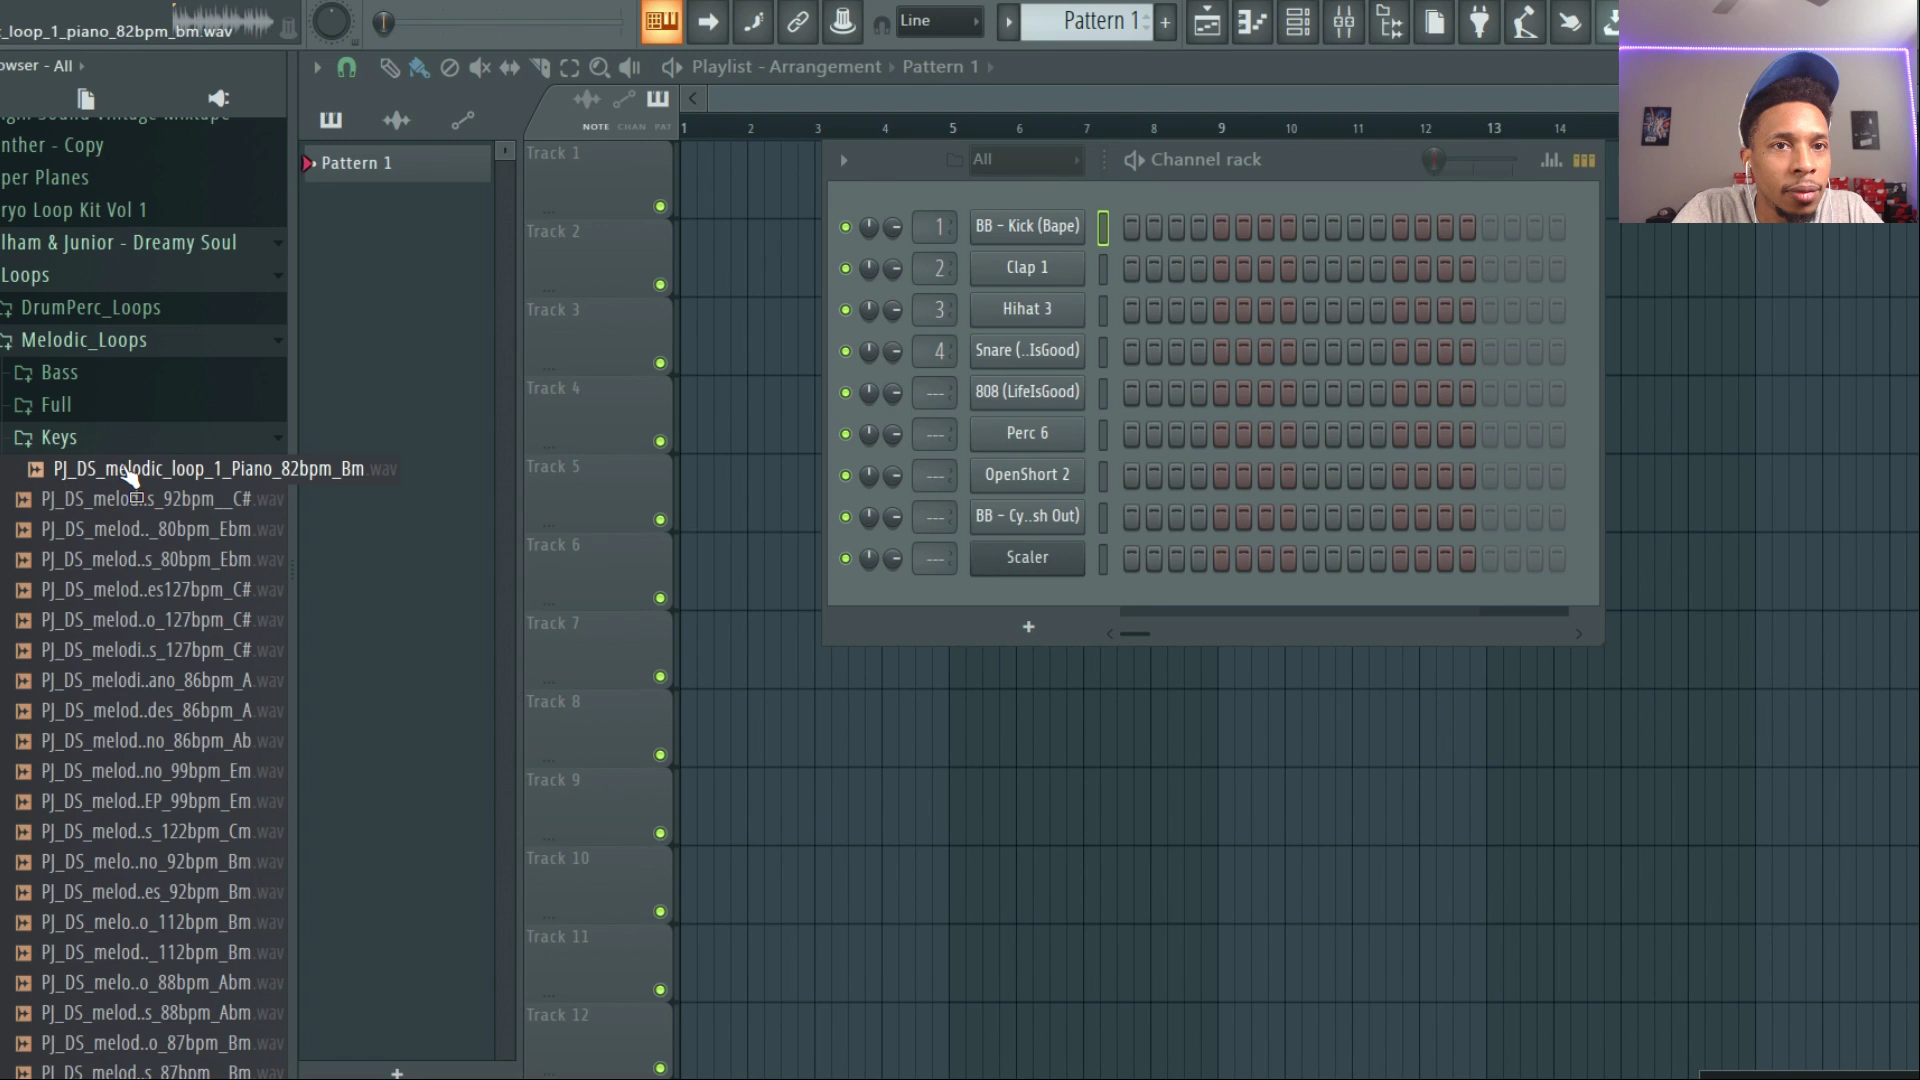 c_loop_1_piano_82bpm_bm.wav
Line
Pattern 1
owser - All
Playlist - Arrangement
Pattern 1
NOTE CHAN PAT
1 2 3 4 5 6 7 8 9 10 11 12 13 14
nther - Copy
per Planes
ryo Loop Kit Vol 1
lham & Junior - Dreamy Soul
Loops
DrumPerc_Loops
Melodic_Loops
Bass
Full
Keys
PJ_DS_melodic_loop_1_Piano_82bpm_Bm.wav
PJ_DS_melo...s_92bpm__C#.wav
PJ_DS_melod.._80bpm_Ebm.wav
PJ_DS_melod..s_80bpm_Ebm.wav
PJ_DS_melod..es127bpm_C#.wav
PJ_DS_melod..o_127bpm_C#.wav
PJ_DS_melodi..s_127bpm_C#.wav
PJ_DS_melodi..ano_86bpm_A.wav
PJ_DS_melod..des_86bpm_A.wav
PJ_DS_melod..no_86bpm_Ab.wav
PJ_DS_melod..no_99bpm_Em.wav
PJ_DS_melod..EP_99bpm_Em.wav
PJ_DS_melod..s_122bpm_Cm.wav
PJ_DS_melo..no_92bpm_Bm.wav
PJ_DS_melod..es_92bpm_Bm.wav
PJ_DS_melo..o_112bpm_Bm.wav
PJ_DS_melod.._112bpm_Bm.wav
PJ_DS_melo..o_88bpm_Abm.wav
PJ_DS_melod..s_88bpm_Abm.wav
PJ_DS_melod..o_87bpm_Bm.wav
PJ_DS_melod..s_87bpm__Bm.wav
Pattern 1
Track 1
Track 2
Track 3
Track 4
Track 5
Track 6
Track 7
Track 8
Track 9
Track 10
Track 11
Track 12
All
Channel rack
1 BB - Kick (Bape)
2 Clap 1
3 Hihat 3
4 Snare (..IsGood)
--- 808 (LifeIsGood)
--- Perc 6
--- OpenShort 2
--- BB - Cy..sh Out)
--- Scaler